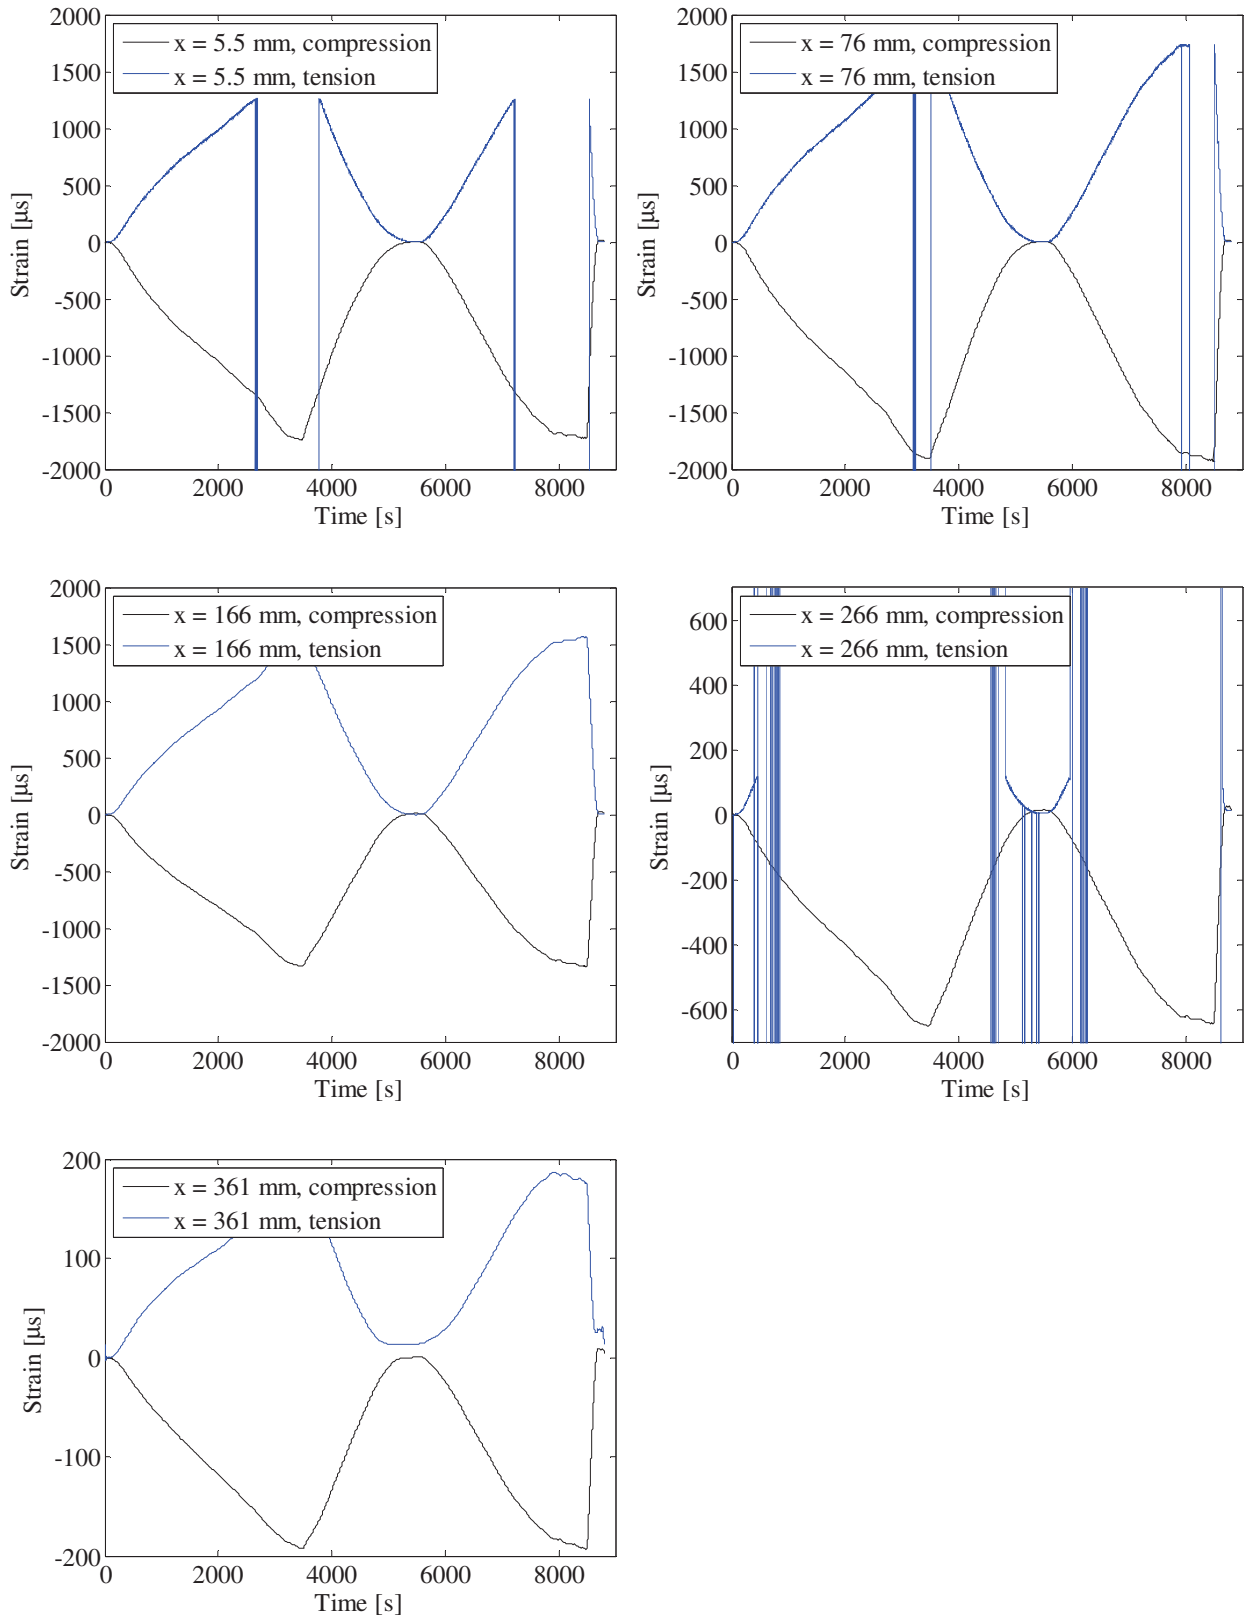 2000
1500
1000
500
0
-500
-1000
-1500
-2000
0 2000 4000 6000 8000
Time [s]
Strain [μs]
x = 5.5 mm, compression
x = 5.5 mm, tension
2000
1500
1000
500
0
-500
-1000
-1500
-2000
0 2000 4000 6000 8000
Time [s]
Strain [μs]
x = 76 mm, compression
x = 76 mm, tension
2000
1500
1000
500
0
-500
-1000
-1500
-2000
0 2000 4000 6000 8000
Time [s]
Strain [μs]
x = 166 mm, compression
x = 166 mm, tension
600
400
200
0
-200
-400
-600
0 2000 4000 6000 8000
Time [s]
Strain [μs]
x = 266 mm, compression
x = 266 mm, tension
200
100
0
-100
-200
0 2000 4000 6000 8000
Time [s]
Strain [μs]
x = 361 mm, compression
x = 361 mm, tension